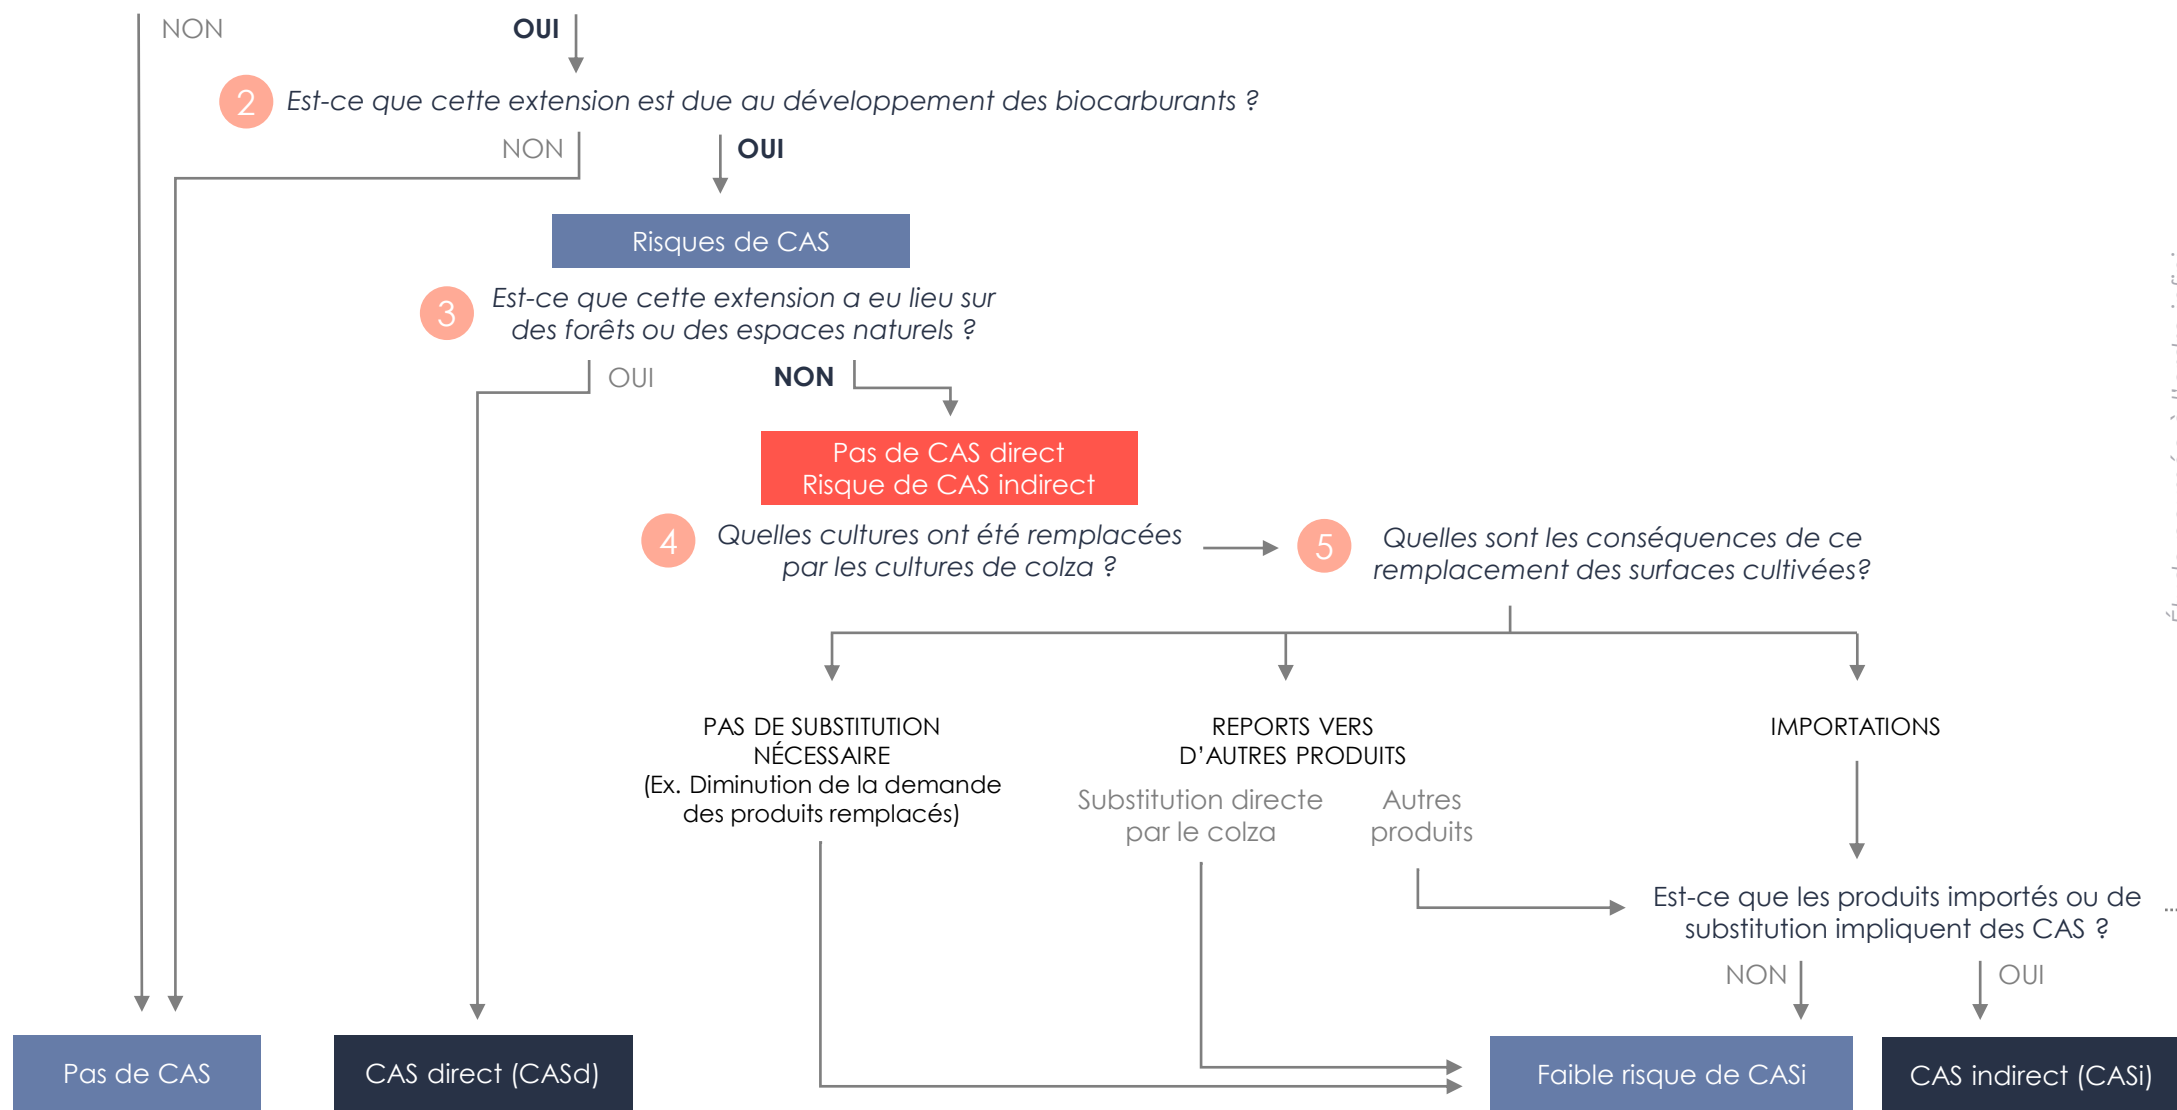 NON
OUI
2
Est-ce que cette extension est due au développement des biocarburants ?
NON
OUI
Risques de CAS
3
Est-ce que cette extension a eu lieu sur
des forêts ou des espaces naturels ?
OUI
NON
Pas de CAS direct
Risque de CAS indirect
4
Quelles cultures ont été remplacées
par les cultures de colza ?
5
Quelles sont les conséquences de ce
remplacement des surfaces cultivées?
PAS DE SUBSTITUTION
NÉCESSAIRE
(Ex. Diminution de la demande
des produits remplacés)
REPORTS VERS
D'AUTRES PRODUITS
Substitution directe
par le colza
Autres
produits
IMPORTATIONS
Est-ce que les produits importés ou de
substitution impliquent des CAS ?
NON
OUI
Pas de CAS
CAS direct (CASd)
Faible risque de CASi
CAS indirect (CASi)